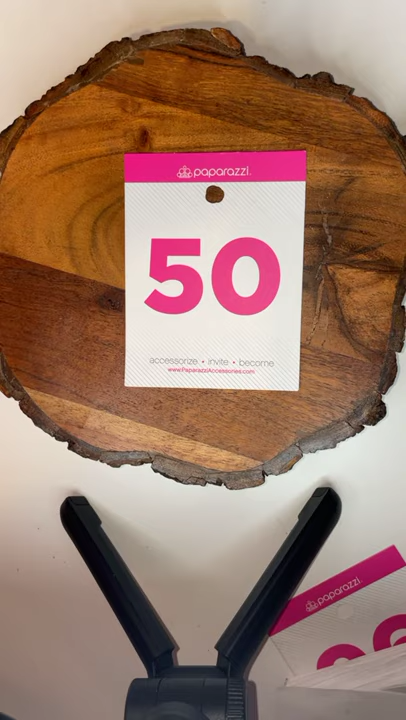 paparazzi
50
accessorize • invite • become
www.PaparazziAccessories.com
paparazzi